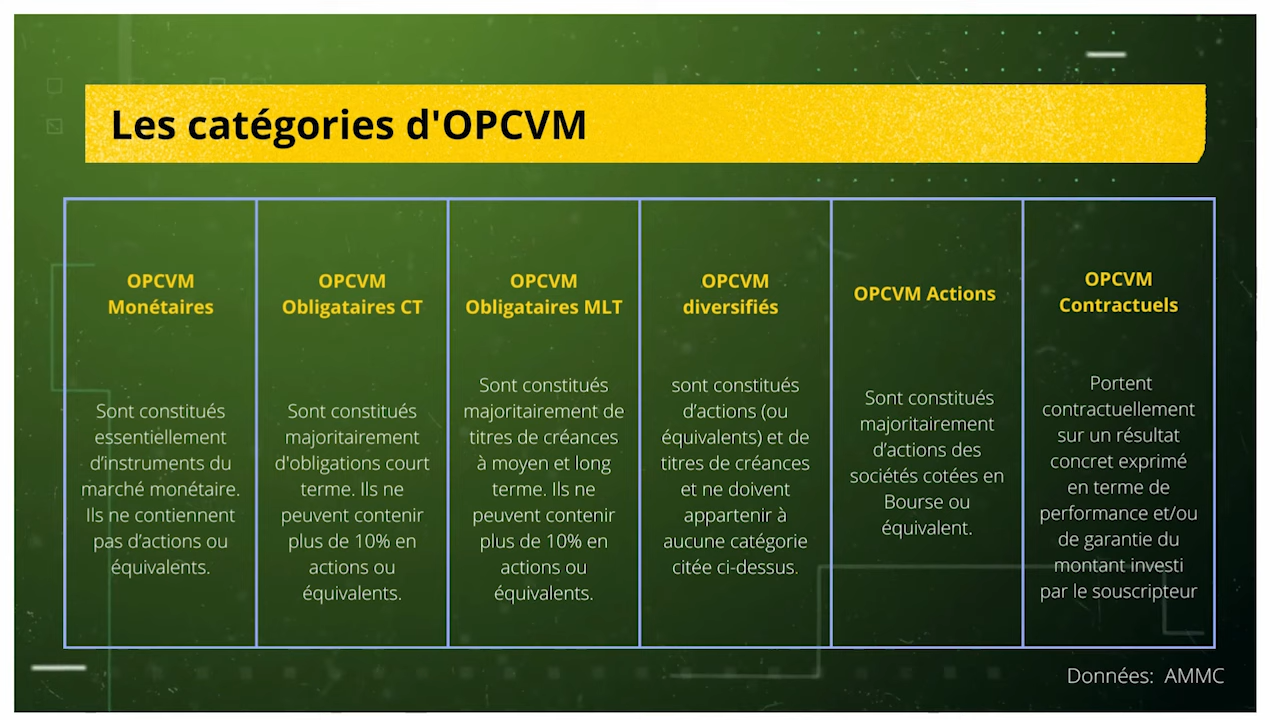 Les catégories d'OPCVM
OPCVM
Monétaires
Sont constitués
essentiellement
d’instruments du
marché monétaire.
Ils ne contiennent
pas d’actions ou
équivalents.
OPCVM
Obligataires CT
Sont constitués
majoritairement
d'obligations court
terme. Ils ne
peuvent contenir
plus de 10% en
actions ou
équivalents.
OPCVM
Obligataires MLT
Sont constitués
majoritairement de
titres de créances
à moyen et long
terme. Ils ne
peuvent contenir
plus de 10% en
actions ou
équivalents.
OPCVM
diversifiés
sont constitués
d’actions (ou
équivalents) et de
titres de créances
et ne doivent
appartenir à
aucune catégorie
citée ci-dessus.
OPCVM Actions
Sont constitués
majoritairement
d’actions des
sociétés cotées en
Bourse ou
équivalent.
OPCVM
Contractuels
Portent
contractuellement
sur un résultat
concret exprimé
en terme de
performance et/ou
de garantie du
montant investi
par le souscripteur
Données: AMMC